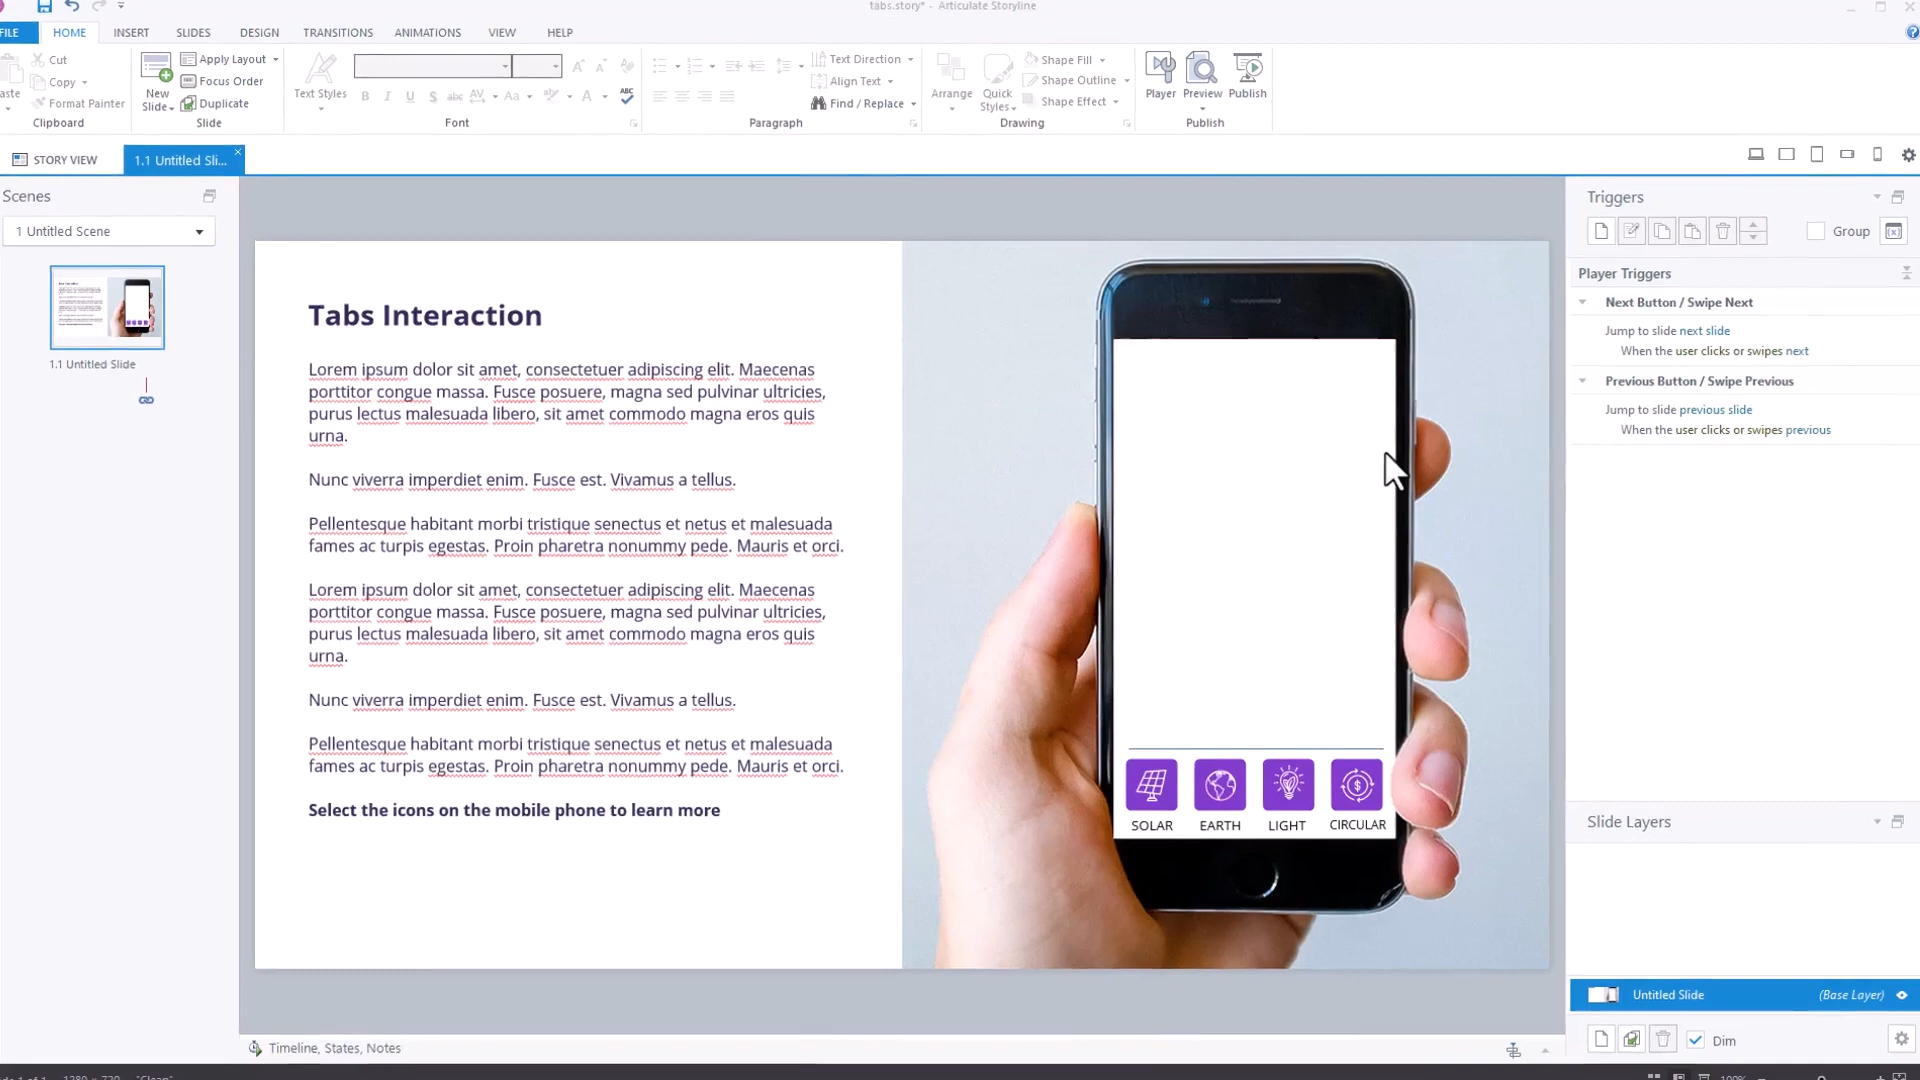 tabs.story* - Articulate Storyline
FILE HOME INSERT SLIDES DESIGN TRANSITIONS ANIMATIONS VIEW HELP
Cut
Copy
Format Painter
Clipboard
New Slide
Apply Layout
Focus Order
Duplicate
Slide
Text Styles
Font
Text Direction
Align Text
Find / Replace
Paragraph
Arrange
Quick Styles
Shape Fill
Shape Outline
Shape Effect
Drawing
Player
Preview
Publish
Publish
STORY VIEW
1.1 Untitled Sli...
Scenes
1 Untitled Scene
1.1 Untitled Slide
Tabs Interaction
Lorem ipsum dolor sit amet, consectetuer adipiscing elit. Maecenas
porttitor congue massa. Fusce posuere, magna sed pulvinar ultricies,
purus lectus malesuada libero, sit amet commodo magna eros quis
urna.
Nunc viverra imperdiet enim. Fusce est. Vivamus a tellus.
Pellentesque habitant morbi tristique senectus et netus et malesuada
fames ac turpis egestas. Proin pharetra nonummy pede. Mauris et orci.
Lorem ipsum dolor sit amet, consectetuer adipiscing elit. Maecenas
porttitor congue massa. Fusce posuere, magna sed pulvinar ultricies,
purus lectus malesuada libero, sit amet commodo magna eros quis
urna.
Nunc viverra imperdiet enim. Fusce est. Vivamus a tellus.
Pellentesque habitant morbi tristique senectus et netus et malesuada
fames ac turpis egestas. Proin pharetra nonummy pede. Mauris et orci.
Select the icons on the mobile phone to learn more
SOLAR EARTH LIGHT CIRCULAR
Triggers
Group
Player Triggers
Next Button / Swipe Next
Jump to slide next slide
When the user clicks or swipes next
Previous Button / Swipe Previous
Jump to slide previous slide
When the user clicks or swipes previous
Slide Layers
Untitled Slide (Base Layer)
Dim
Timeline, States, Notes